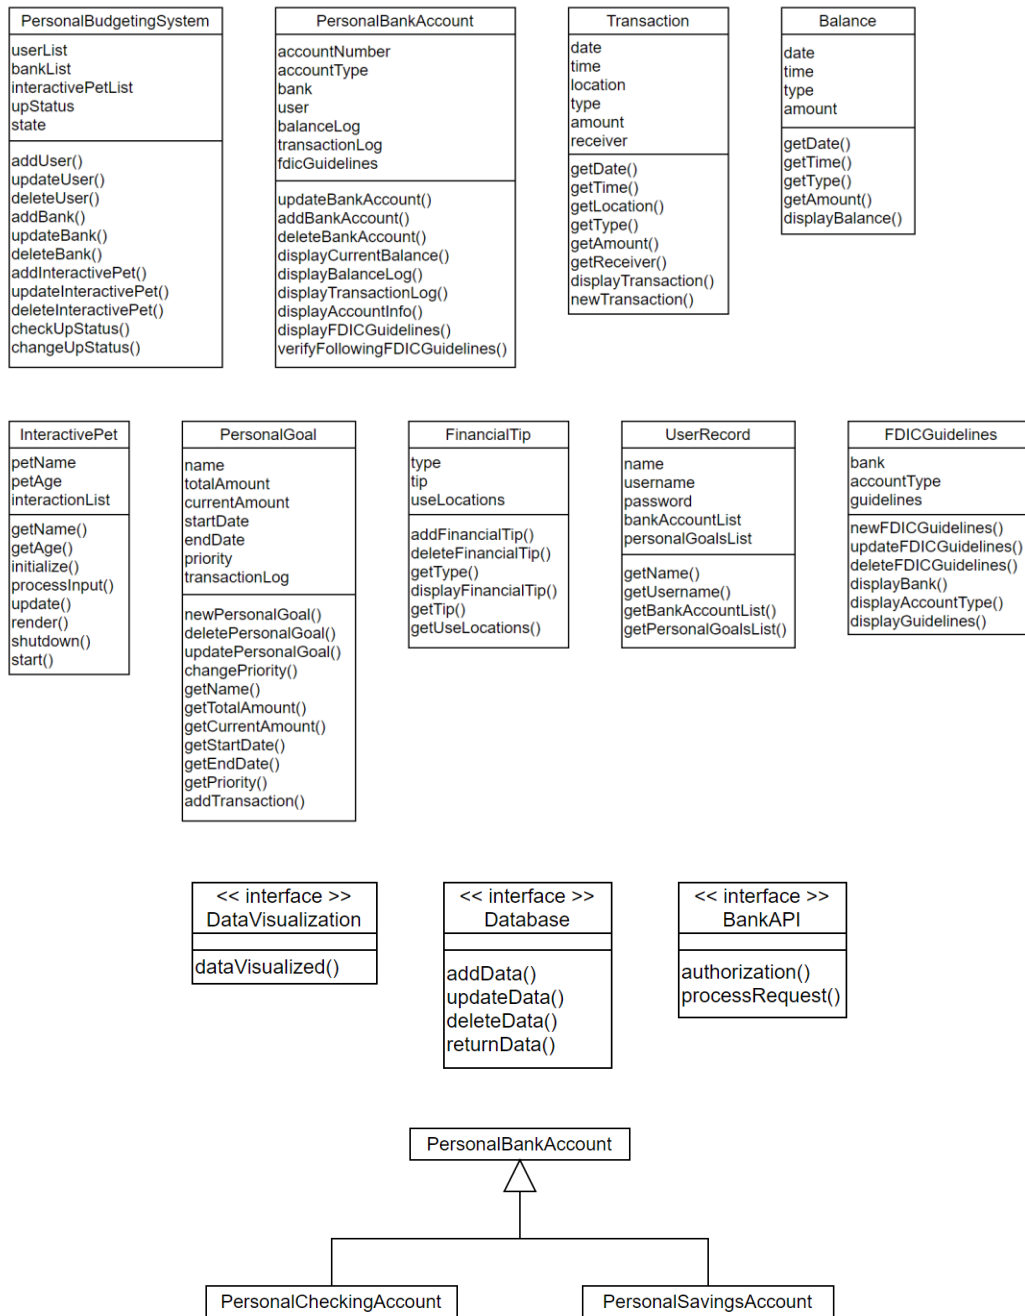 PersonalBudgetingSystem
userList
bankList
interactivePetList
upStatus
state
addUser()
updateUser()
deleteUser()
addBank()
updateBank()
deleteBank()
addInteractivePet()
updateInteractivePet()
deleteInteractivePet()
checkUpStatus()
changeUpStatus()
PersonalBankAccount
accountNumber
accountType
bank
user
balanceLog
transactionLog
fdicGuidelines
updateBankAccount()
addBankAccount()
deleteBankAccount()
displayCurrentBalance()
displayBalanceLog()
displayTransactionLog()
displayAccountInfo()
displayFDICGuidelines()
verifyFollowingFDICGuidelines()
Transaction
date
time
location
type
amount
receiver
getDate()
getTime()
getLocation()
getType()
getAmount()
getReceiver()
displayTransaction()
newTransaction()
Balance
date
time
type
amount
getDate()
getTime()
getType()
getAmount()
displayBalance()
InteractivePet
petName
petAge
interactionList
getName()
getAge()
initialize()
processInput()
update()
render()
shutdown()
start()
PersonalGoal
name
totalAmount
currentAmount
startDate
endDate
priority
transactionLog
newPersonalGoal()
deletePersonalGoal()
updatePersonalGoal()
changePriority()
getName()
getTotalAmount()
getCurrentAmount()
getStartDate()
getEndDate()
getPriority()
addTransaction()
FinancialTip
type
tip
useLocations
addFinancialTip()
deleteFinancialTip()
getType()
displayFinancialTip()
getTip()
getUseLocations()
UserRecord
name
username
password
bankAccountList
personalGoalsList
getName()
getUsername()
getBankAccountList()
getPersonalGoalsList()
FDICGuidelines
bank
accountType
guidelines
newFDICGuidelines()
updateFDICGuidelines()
deleteFDICGuidelines()
displayBank()
displayAccountType()
displayGuidelines()
<< interface >>
DataVisualization
dataVisualized()
<< interface >>
Database
addData()
updateData()
deleteData()
returnData()
<< interface >>
BankAPI
authorization()
processRequest()
PersonalBankAccount
PersonalCheckingAccount
PersonalSavingsAccount